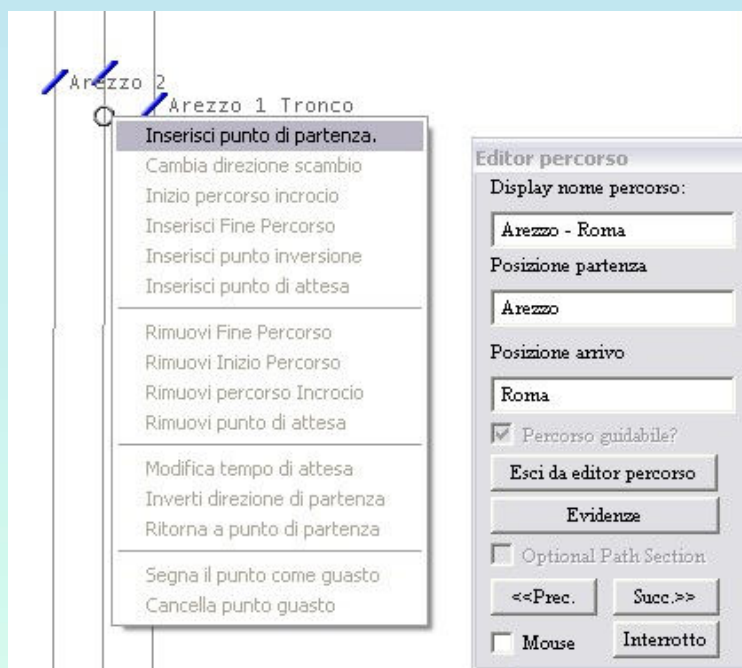 Arezzo 2
Arezzo 1 Tronco
Inserisci punto di partenza.
Cambia direzione scambio
Inizio percorso incrocio
Inserisci Fine Percorso
Inserisci punto inversione
Inserisci punto di attesa
Rimuovi Fine Percorso
Rimuovi Inizio Percorso
Rimuovi percorso Incrocio
Rimuovi punto di attesa
Modifica tempo di attesa
Inverti direzione di partenza
Ritorna a punto di partenza
Segna il punto come guasto
Cancella punto guasto
Editor percorso
Display nome percorso:
Arezzo - Roma
Posizione partenza
Arezzo
Posizione arrivo
Roma
Percorso guidabile?
Esci da editor percorso
Evidenze
Optional Path Section
<<Prec. Succ.>>
Mouse Interrotto